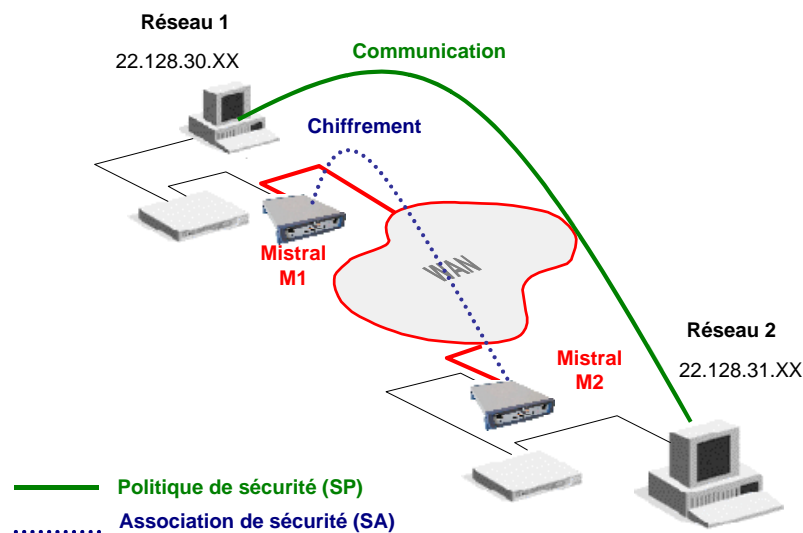 Réseau 1
22.128.30.XX
Communication
Chiffrement
Mistral
M1
WAN
Réseau 2
22.128.31.XX
Mistral
M2
Politique de sécurité (SP)
Association de sécurité (SA)